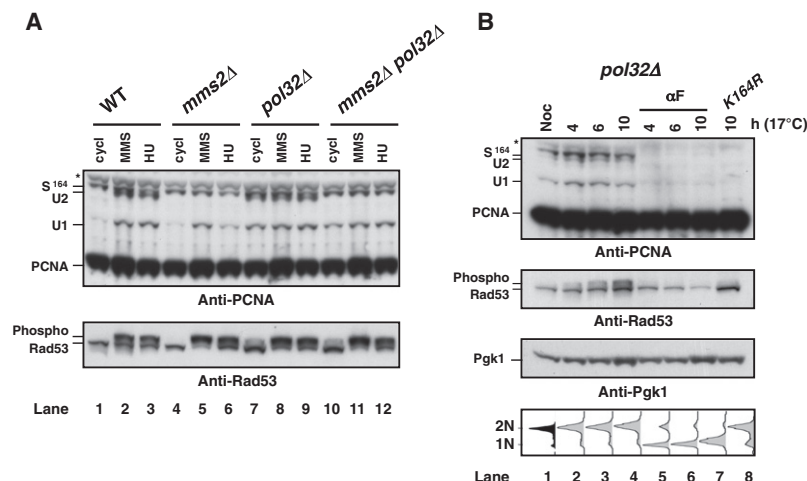 A
WT
mms2Δ
pol32Δ
mms2Δ pol32Δ
cycl MMS HU cycl MMS HU cycl MMS HU cycl MMS HU
*
S164
U2
U1
PCNA
Anti-PCNA
Phospho
Rad53
Anti-Rad53
Lane 1 2 3 4 5 6 7 8 9 10 11 12
B
pol32Δ
αF
K164R
Noc 4 6 10 4 6 10 10 h (17°C)
*
S164
U2
U1
PCNA
Anti-PCNA
Phospho
Rad53
Anti-Rad53
Pgk1
Anti-Pgk1
2N
1N
Lane 1 2 3 4 5 6 7 8